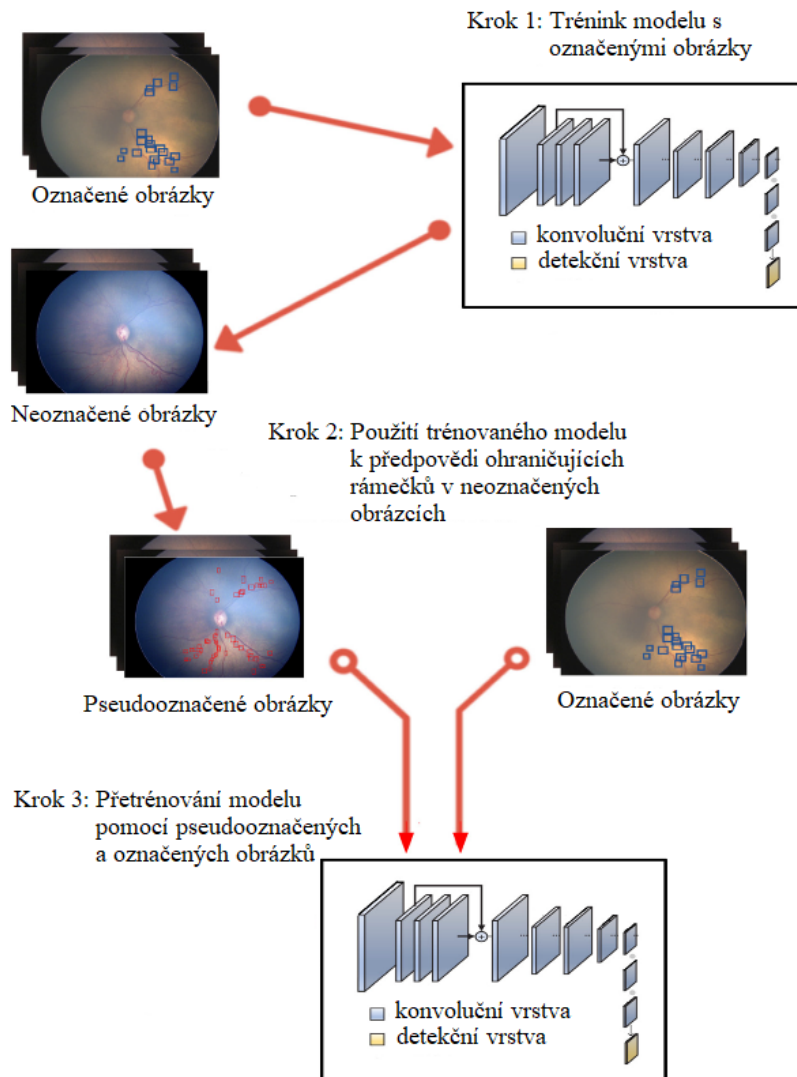 Krok 1: Trénink modelu s
označenými obrázky
Označené obrázky
konvoluční vrstva
detekční vrstva
Neoznačené obrázky
Krok 2: Použití trénovaného modelu
k předpovědi ohraničujících
rámečků v neoznačených
obrázcích
Pseudooznačené obrázky
Označené obrázky
Krok 3: Přetrénování modelu
pomocí pseudooznačených
a označených obrázků
konvoluční vrstva
detekční vrstva